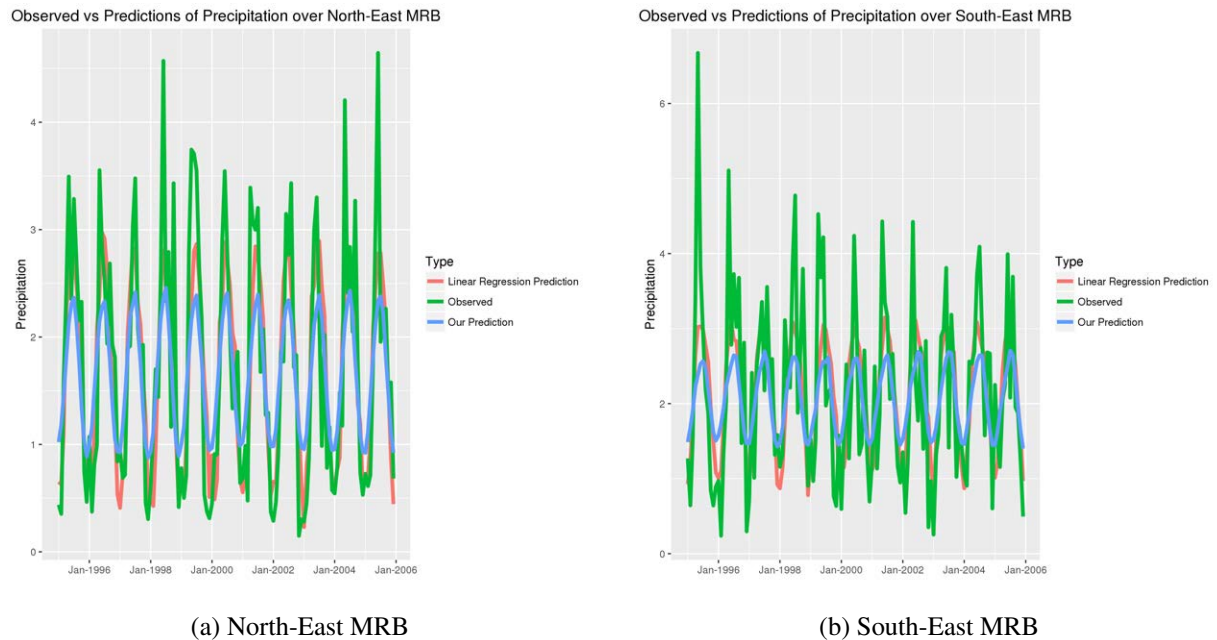 Observed vs Predictions of Precipitation over North-East MRB
4
3
2
1
0
Precipitation
Jan-1996
Jan-1998
Jan-2000
Jan-2002
Jan-2004
Jan-2006
Type
Linear Regression Prediction
Observed
Our Prediction
(a) North-East MRB
Observed vs Predictions of Precipitation over South-East MRB
6
4
2
0
Precipitation
Jan-1996
Jan-1998
Jan-2000
Jan-2002
Jan-2004
Jan-2006
Type
Linear Regression Prediction
Observed
Our Prediction
(b) South-East MRB